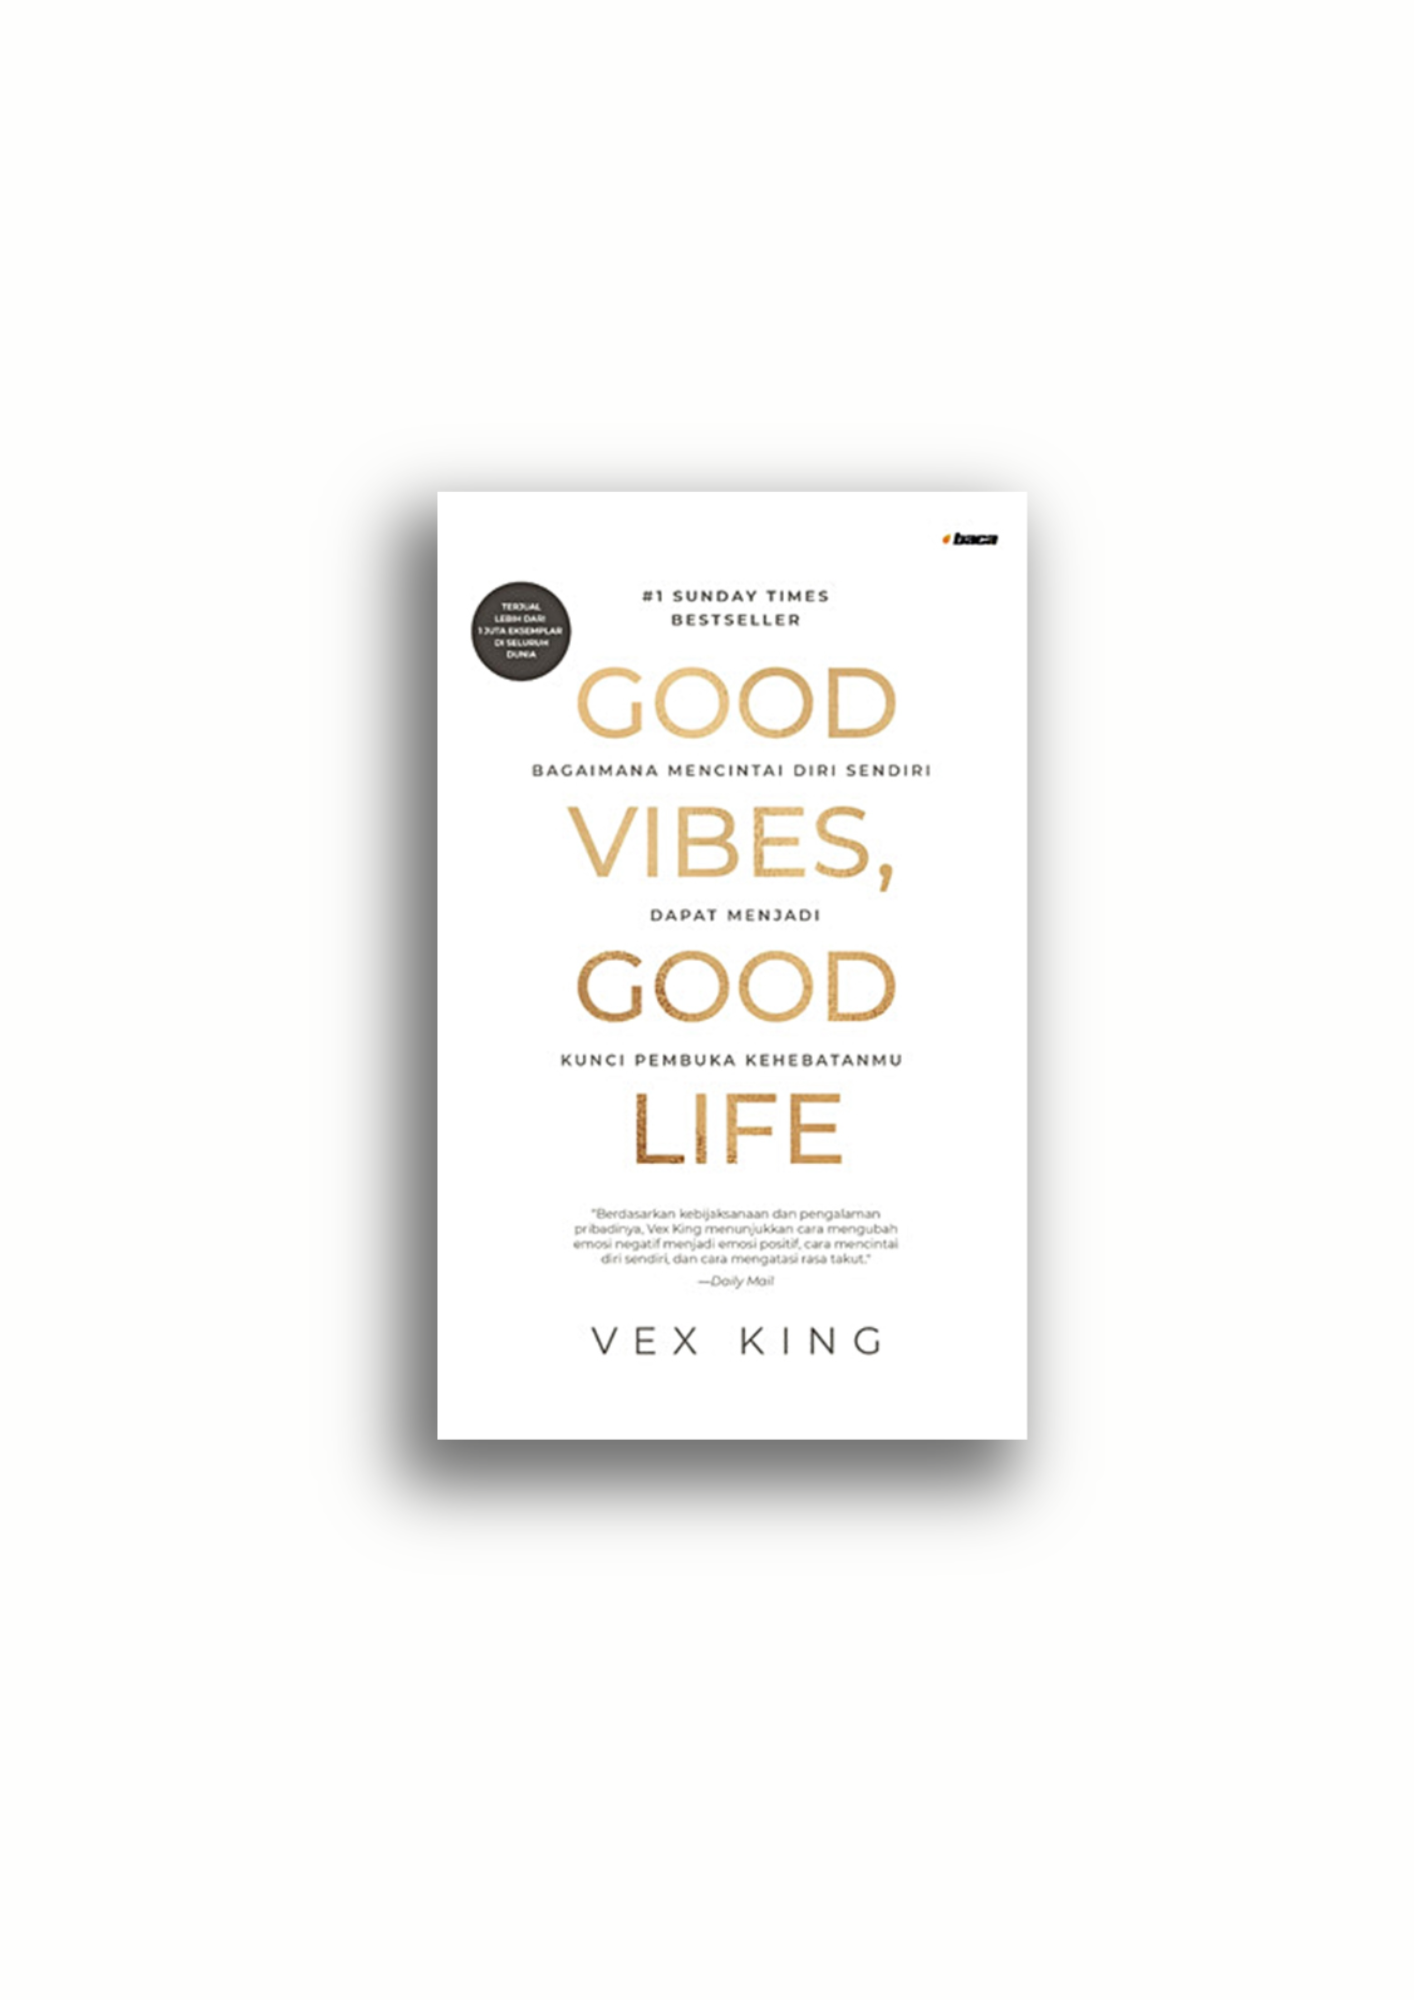 baca
#1 SUNDAY TIMES
BESTSELLER
TERJUAL
LEBIH DARI
1 JUTA EKSEMPLAR
DI SELURUH
DUNIA
GOOD
BAGAIMANA MENCINTAI DIRI SENDIRI
VIBES,
DAPAT MENJADI
GOOD
KUNCI PEMBUKA KEHEBATANMU
LIFE
"Berdasarkan kebijaksanaan dan pengalaman
pribadinya, Vex King menunjukkan cara mengubah
emosi negatif menjadi emosi positif, cara mencintai
diri sendiri, dan cara mengatasi rasa takut."
—Daily Mail
VEX KING